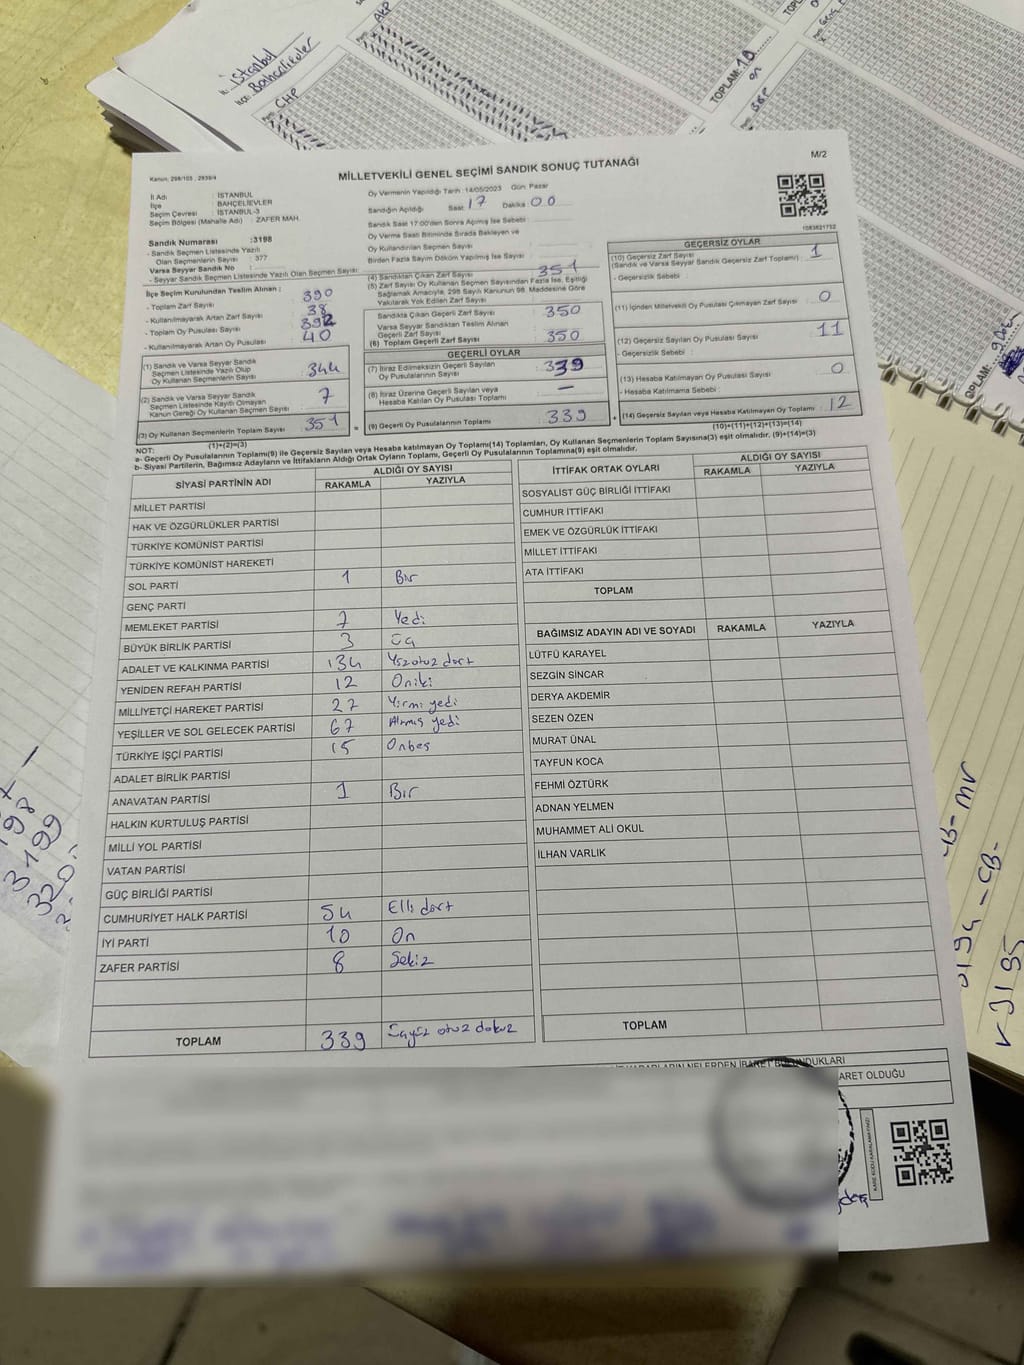 İl: İstanbul
Bahçelievler
CHP
AKP
TOPLAM: 10
on
M/2
Kanun: 298/105 , 2839/4
MİLLETVEKİLİ GENEL SEÇİMİ SANDIK SONUÇ TUTANAĞI
İl Adı : İSTANBUL
İlçe : BAHÇELİEVLER
Seçim Çevresi : İSTANBUL-3
Seçim Bölgesi (Mahalle Adı) : ZAFER MAH.
Sandık Numarası :3198
- Sandık Seçmen Listesinde Yazılı
Olan Seçmenlerin Sayısı : 377
Varsa Seyyar Sandık No :
- Seyyar Sandık Seçmen Listesinde Yazılı Olan Seçmen Sayısı:
Oy Vermenin Yapıldığı Tarih : 14/05/2023 Gün: Pazar
Sandığın Açıldığı Saat: 17 Dakika: 00
Sandık Saat 17:00'den Sonra Açılmış İse Sebebi :
Oy Verme Saati Bitiminde Sırada Bekleyen ve
Oy Kullandırılan Seçmen Sayısı :
Birden Fazla Sayım Döküm Yapılmış İse Sayısı :
1083821732
İlçe Seçim Kurulundan Teslim Alınan ;
- Toplam Zarf Sayısı : 390
- Kullanılmayarak Artan Zarf Sayısı : 38
- Toplam Oy Pusulası Sayısı : 392
- Kullanılmayarak Artan Oy Pusulası : 40
(1) Sandık ve Varsa Seyyar Sandık
Seçmen Listesinde Yazılı Olup
Oy Kullanan Seçmenlerin Sayısı : 344
(2) Sandık ve Varsa Seyyar Sandık
Seçmen Listesinde Kayıtlı Olmayan
Kanun Gereği Oy Kullanan Seçmen Sayısı : 7
(3) Oy Kullanan Seçmenlerin Toplam Sayısı : 351
(1)+(2)=(3)
(4) Sandıktan Çıkan Zarf Sayısı : 351
(5) Zarf Sayısı Oy Kullanan Seçmen Sayısından Fazla İse, Eşitliği
Sağlamak Amacıyla, 298 Sayılı Kanunun 98. Maddesine Göre
Yakılarak Yok Edilen Zarf Sayısı :
Sandıkta Çıkan Geçerli Zarf Sayısı : 350
Varsa Seyyar Sandıktan Teslim Alınan
Geçerli Zarf Sayısı :
(6) Toplam Geçerli Zarf Sayısı : 350
GEÇERLİ OYLAR
(7) İtiraz Edilmeksizin Geçerli Sayılan
Oy Pusulalarının Sayısı : 339
(8) İtiraz Üzerine Geçerli Sayılan veya
Hesaba Katılan Oy Pusulası Toplamı : —
(9) Geçerli Oy Pusulalarının Toplamı : 339
GEÇERSİZ OYLAR
(10) Geçersiz Zarf Sayısı
(Sandık ve Varsa Seyyar Sandık Geçersiz Zarf Toplamı) : 1
- Geçersizlik Sebebi :
(11) İçinden Milletvekili Oy Pusulası Çıkmayan Zarf Sayısı : 0
(12) Geçersiz Sayılan Oy Pusulası Sayısı : 11
- Geçersizlik Sebebi :
(13) Hesaba Katılmayan Oy Pusulası Sayısı : 0
- Hesaba Katılmama Sebebi :
(14) Geçersiz Sayılan veya Hesaba Katılmayan Oy Toplamı : 12
(10)+(11)+(12)+(13)=(14)
NOT:
a- Geçerli Oy Pusulalarının Toplamı(9) ile Geçersiz Sayılan veya Hesaba katılmayan Oy Toplamı(14) Toplamları, Oy Kullanan Seçmenlerin Toplam Sayısına(3) eşit olmalıdır. (9)+(14)=(3)
b- Siyasi Partilerin, Bağımsız Adayların ve İttifakların Aldığı Ortak Oyların Toplamı, Geçerli Oy Pusulalarının Toplamına(9) eşit olmalıdır.
SİYASİ PARTİNİN ADI ALDIĞI OY SAYISI
RAKAMLA YAZIYLA
MİLLET PARTİSİ
HAK VE ÖZGÜRLÜKLER PARTİSİ
TÜRKİYE KOMÜNİST PARTİSİ
TÜRKİYE KOMÜNİST HAREKETİ
SOL PARTİ 1 Bir
GENÇ PARTİ
MEMLEKET PARTİSİ 7 Yedi
BÜYÜK BİRLİK PARTİSİ 3 üç
ADALET VE KALKINMA PARTİSİ 134 Yüzotuz dört
YENİDEN REFAH PARTİSİ 12 Oniki
MİLLİYETÇİ HAREKET PARTİSİ 27 Yirmi yedi
YEŞİLLER VE SOL GELECEK PARTİSİ 67 Altmış yedi
TÜRKİYE İŞÇİ PARTİSİ 15 Onbeş
ADALET BİRLİK PARTİSİ
ANAVATAN PARTİSİ 1 Bir
HALKIN KURTULUŞ PARTİSİ
MİLLİ YOL PARTİSİ
VATAN PARTİSİ
GÜÇ BİRLİĞİ PARTİSİ
CUMHURİYET HALK PARTİSİ 54 Elli dört
İYİ PARTİ 10 On
ZAFER PARTİSİ 8 Sekiz
TOPLAM 339 üçyüz otuz dokuz
İTTİFAK ORTAK OYLARI ALDIĞI OY SAYISI
RAKAMLA YAZIYLA
SOSYALİST GÜÇ BİRLİĞİ İTTİFAKI
CUMHUR İTTİFAKI
EMEK VE ÖZGÜRLÜK İTTİFAKI
MİLLET İTTİFAKI
ATA İTTİFAKI
TOPLAM
BAĞIMSIZ ADAYIN ADI VE SOYADI RAKAMLA YAZIYLA
LÜTFÜ KARAYEL
SEZGİN SİNCAR
DERYA AKDEMİR
SEZEN ÖZEN
MURAT ÜNAL
TAYFUN KOCA
FEHMİ ÖZTÜRK
ADNAN YELMEN
MUHAMMET ALİ OKUL
İLHAN VARLIK
TOPLAM
KARARLARIN NELERDEN İBARET BULUNDUKLARI
ARET OLDUĞU
TOPLAM:
3199